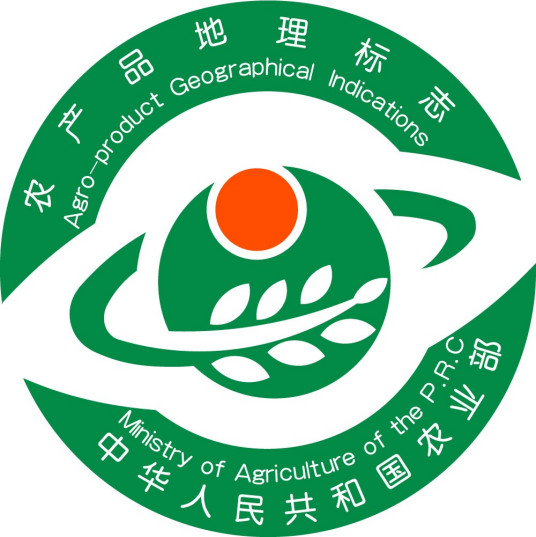 农产品地理标志
Agro-product Geographical Indications
Ministry of Agriculture of the P.R.C
中华人民共和国农业部